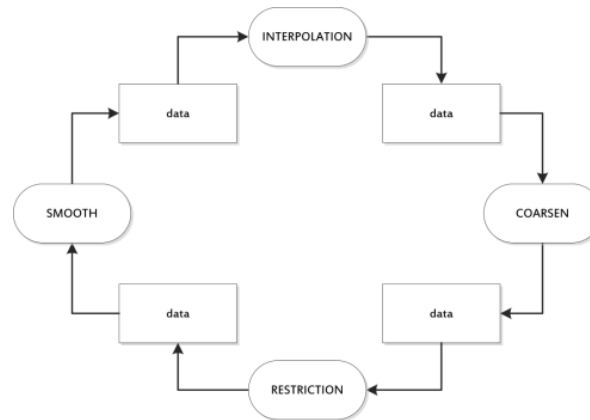 INTERPOLATION
data
data
SMOOTH
COARSEN
data
data
RESTRICTION